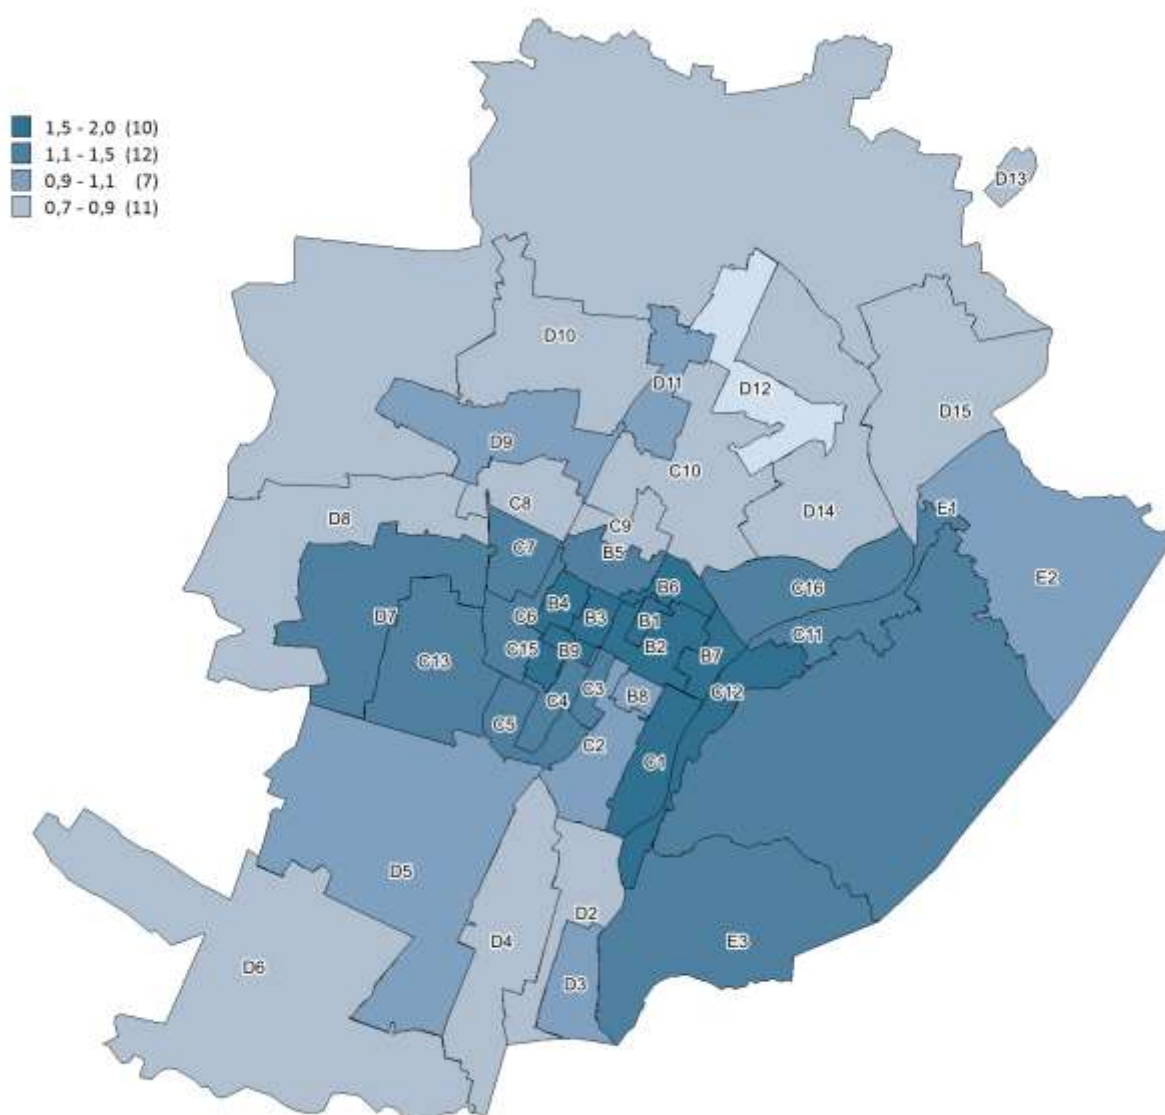 1,5 - 2,0 (10)
1,1 - 1,5 (12)
0,9 - 1,1 (7)
0,7 - 0,9 (11)
D13
D10
D11
D12
D15
D9
C10
C8
E1
D8
C9
D14
C7
B5
E2
B6
C16
D7
C6
B4
B3
B1
C11
C15
B9
B2
B7
C13
C3
B8
C12
C4
C5
C2
C1
D5
D2
D4
E3
D6
D3